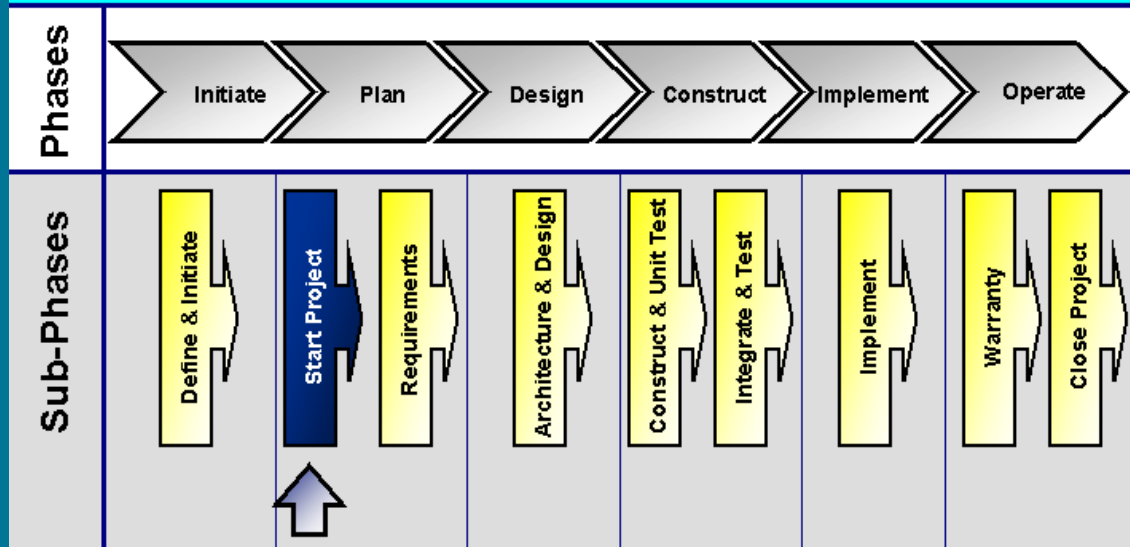 Phases
Initiate
Plan
Design
Construct
Implement
Operate
Sub-Phases
Define & Initiate
Start Project
Requirements
Architecture & Design
Construct & Unit Test
Integrate & Test
Implement
Warranty
Close Project